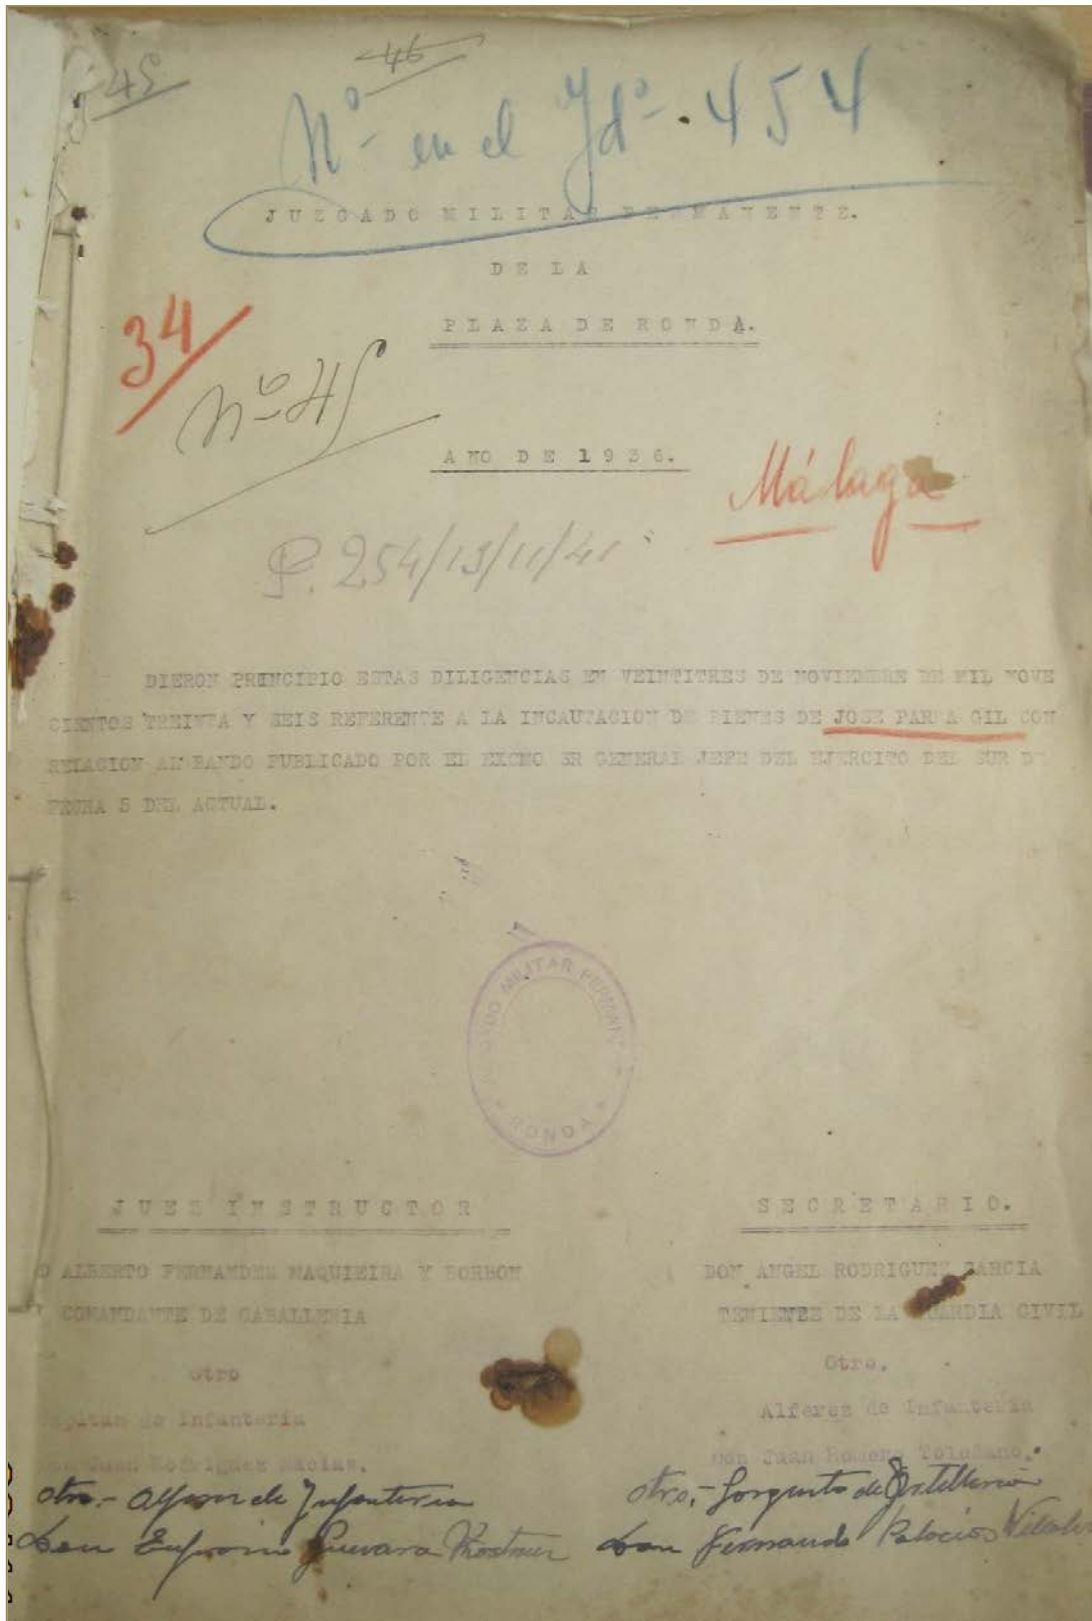 45
46
Nº en el Jdº. 454
JUZGADO MILITAR PERMANENTE.
DE LA
PLAZA DE RONDA.
34
Nº 45
AÑO DE 1936.
Málaga
P. 254/13/11/41
DIERON PRINCIPIO ESTAS DILIGENCIAS EN VEINTITRES DE NOVIEMBRE DE MIL NOVE
CIENTOS TREINTA Y SEIS REFERENTE A LA INCAUTACION DE BIENES DE JOSE PARRA GIL CON
RELACION AL BANDO PUBLICADO POR EL EXCMO SR GENERAL JEFE DEL EJERCITO DEL SUR DE
FECHA 5 DEL ACTUAL.
JUZGADO MILITAR PERMANENTE
* RONDA *
JUEZ INSTRUCTOR
D ALBERTO FERNANDEZ MAQUIEIRA Y BORBON
COMANDANTE DE CABALLERIA
otro
Capitan de Infanteria
Don Juan Rodriguez Macias.
otro.- Alferez de Infanteria
Don Eufrasio Guevara
SECRETARIO.
DON ANGEL RODRIGUEZ GARCIA
TENIENTE DE LA GUARDIA CIVIL
Otro.
Alferez de Infanteria
Don Juan Romero Toledano.
otro.- Sargento de Artilleria
Don Fernando Palacios